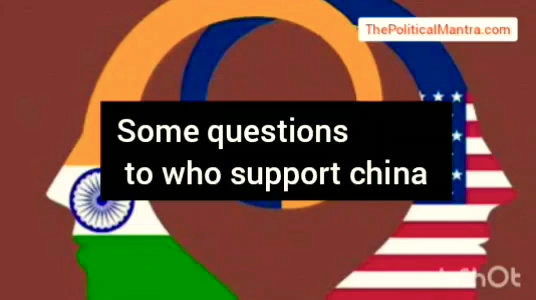 ThePoliticalMantra.com
Some questions
to who support china